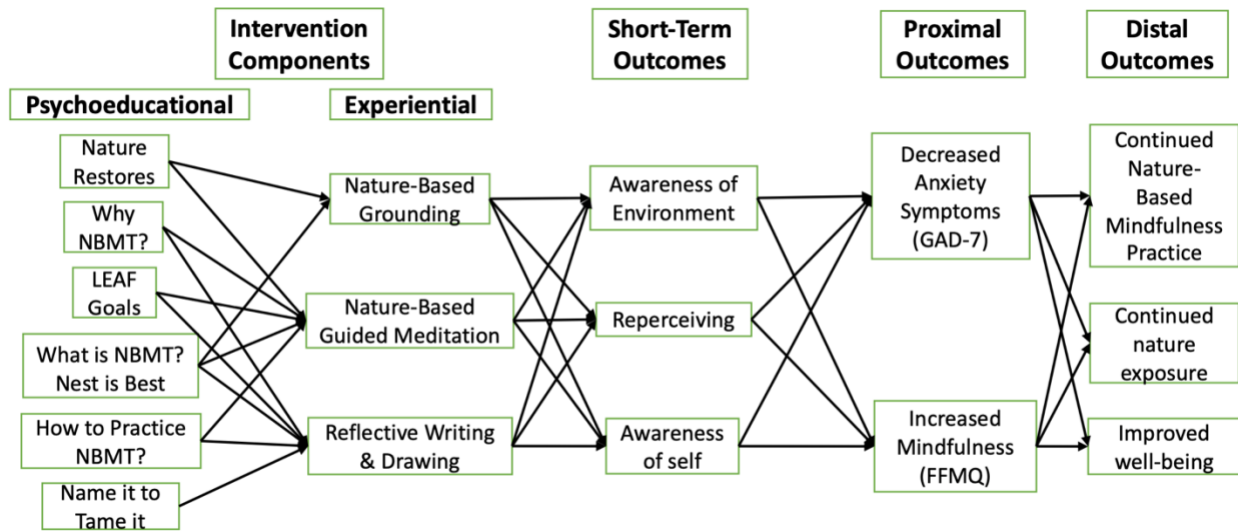 Intervention
Components
Short-Term
Outcomes
Proximal
Outcomes
Distal
Outcomes
Psychoeducational
Experiential
Nature
Restores
Why
NBMT?
LEAF
Goals
What is NBMT?
Nest is Best
How to Practice
NBMT?
Name it to
Tame it
Nature-Based
Grounding
Nature-Based
Guided Meditation
Reflective Writing
& Drawing
Awareness of
Environment
Reperceiving
Awareness
of self
Decreased
Anxiety
Symptoms
(GAD-7)
Increased
Mindfulness
(FFMQ)
Continued
Nature-
Based
Mindfulness
Practice
Continued
nature
exposure
Improved
well-being